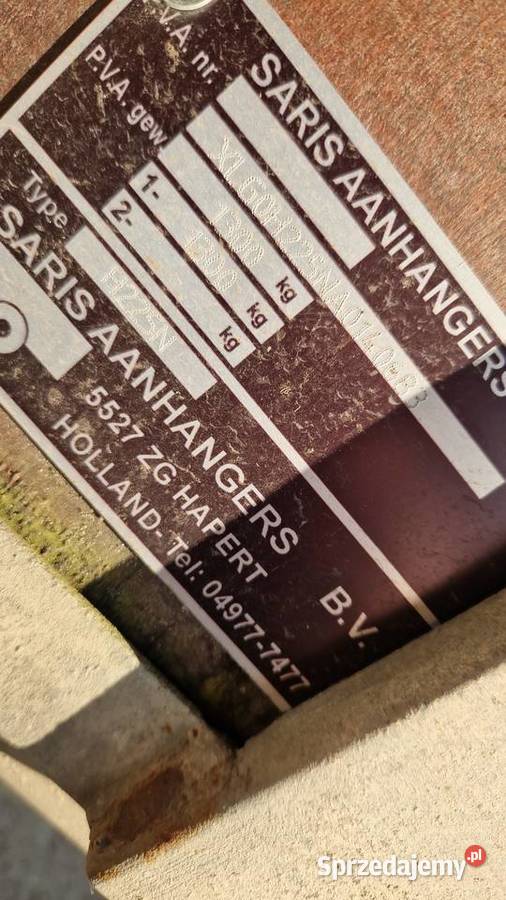 SARIS AANHANGERS
P.V.A. nr.
P.V.A. gew.
1300 kg
1- 1300 kg
2- kg
Type H225N
SARIS AANHANGERS B.V.
5527 ZG HAPERT
HOLLAND- Tel: 04977-7477
Sprzedajemy.pl